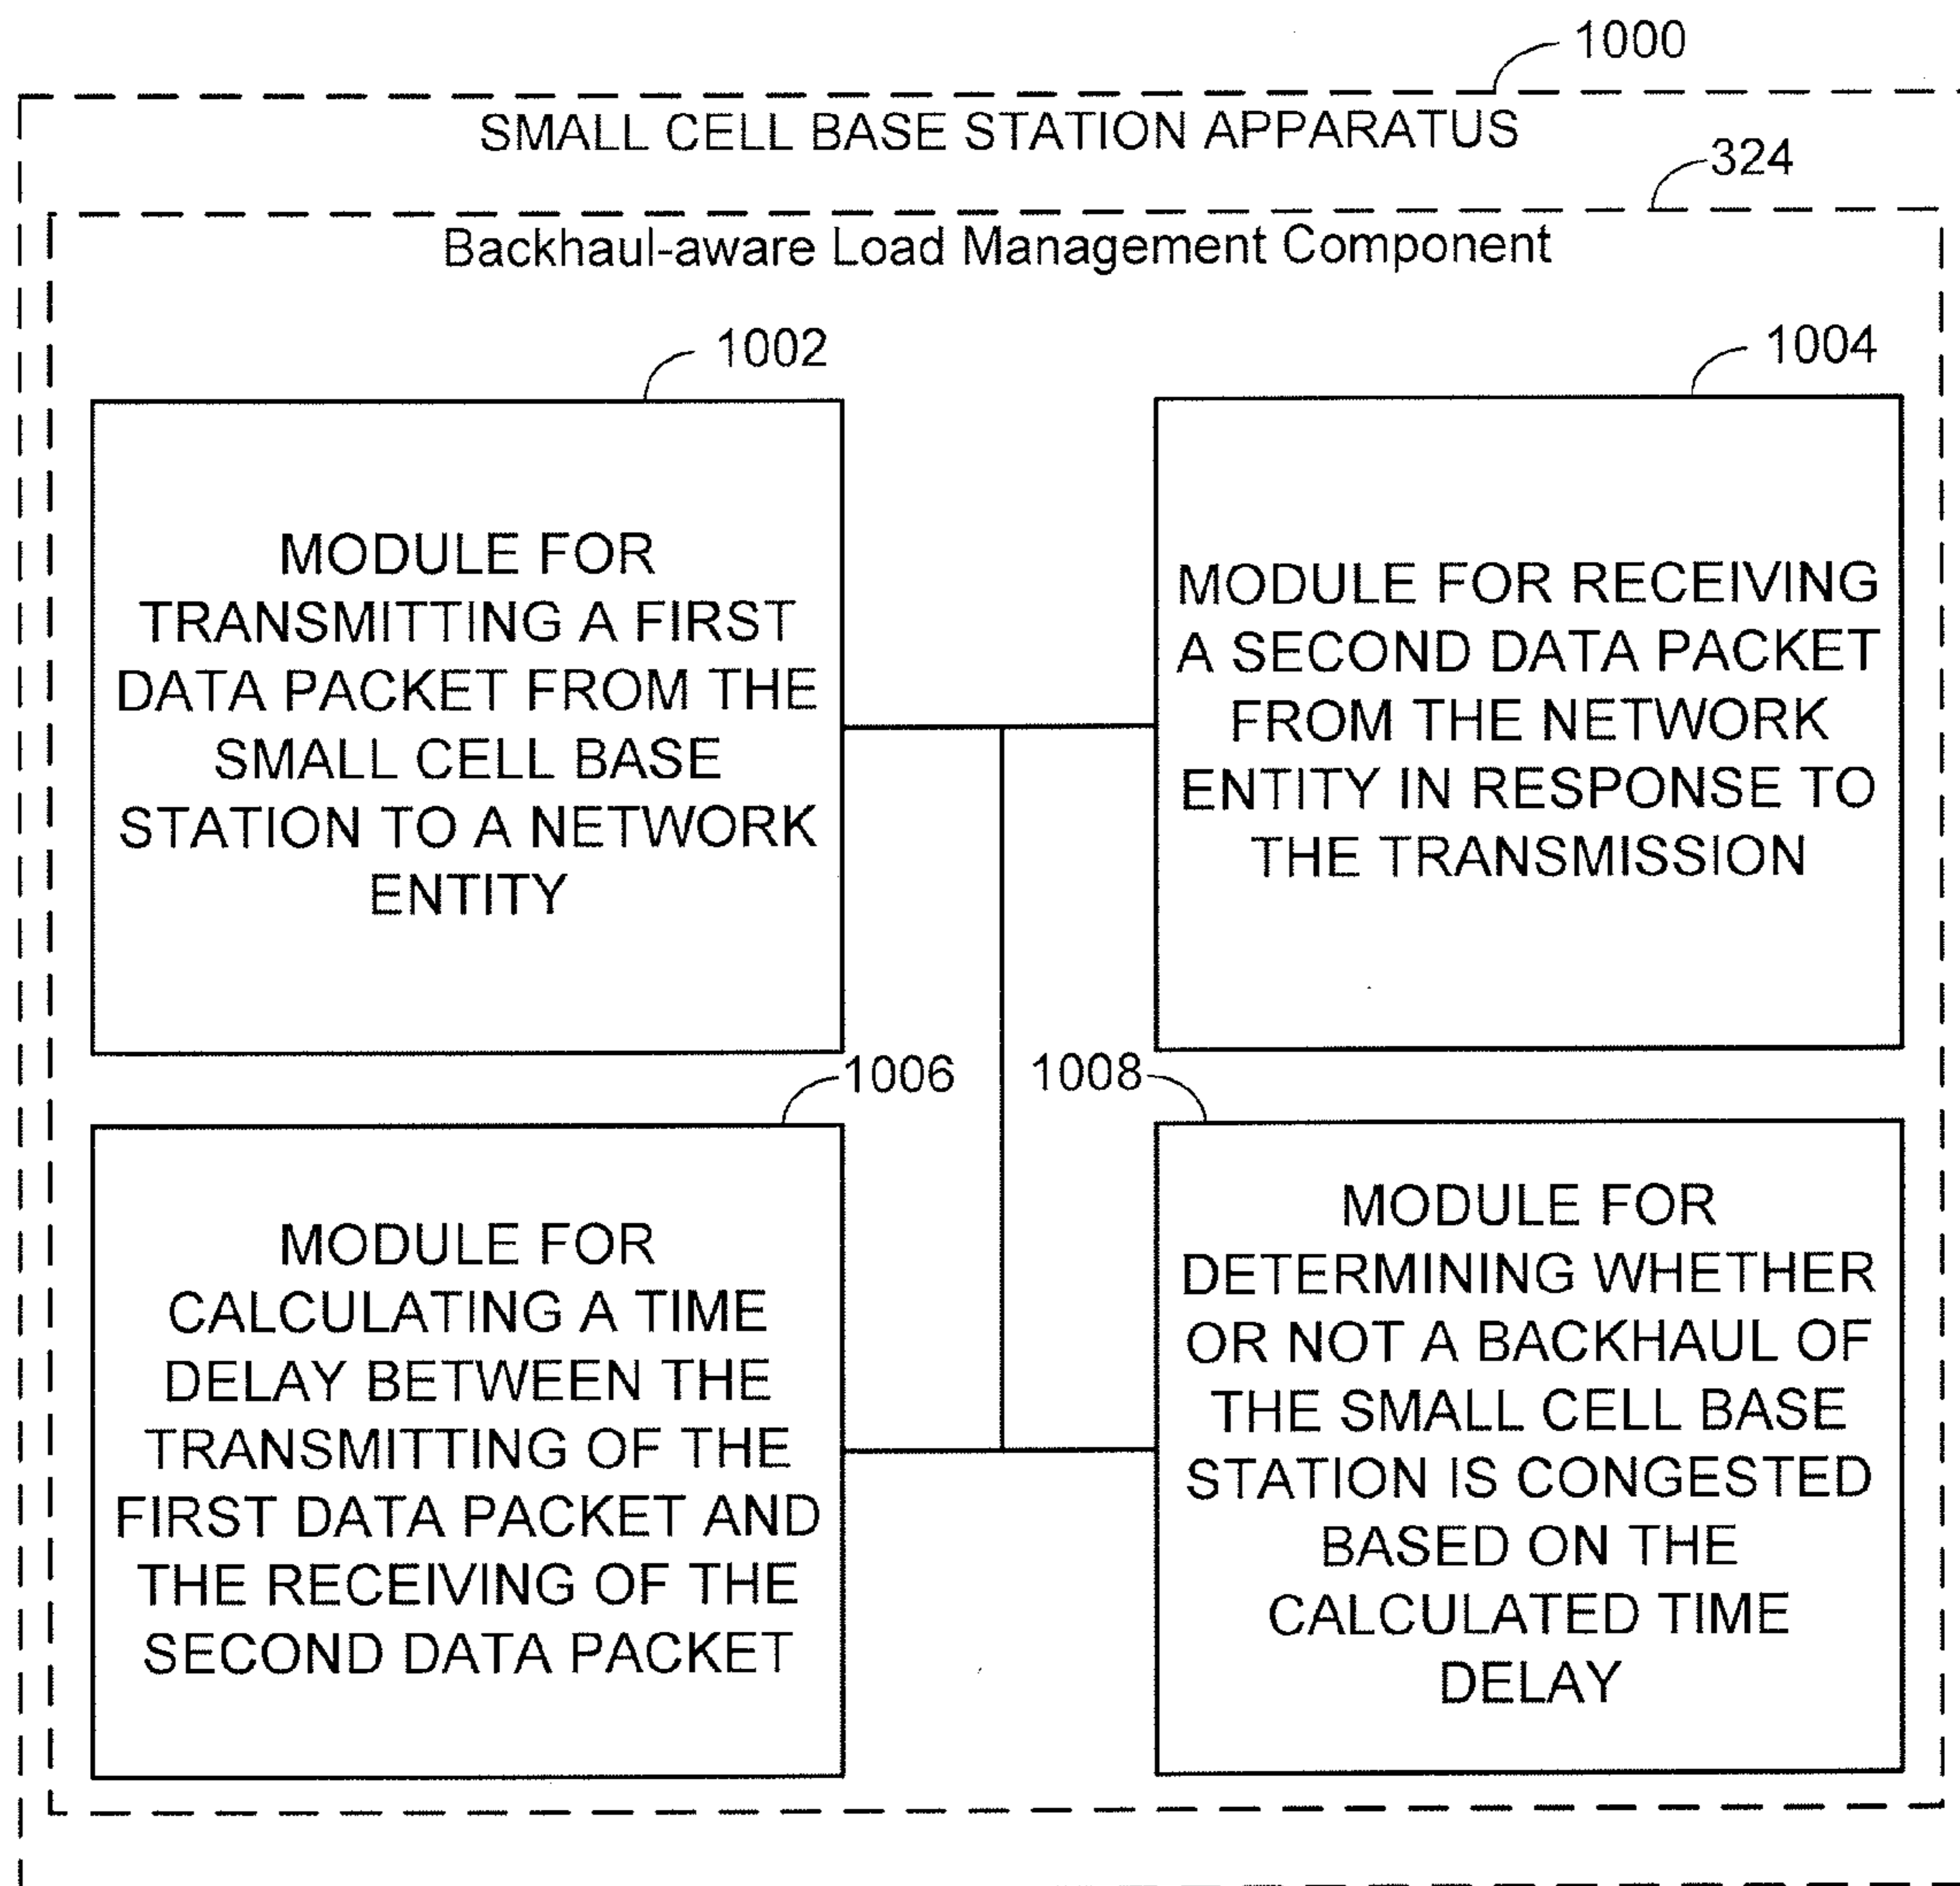 1000
SMALL CELL BASE STATION APPARATUS
324
Backhaul-aware Load Management Component
1002
MODULE FOR
TRANSMITTING A FIRST
DATA PACKET FROM THE
SMALL CELL BASE
STATION TO A NETWORK
ENTITY
1004
MODULE FOR RECEIVING
A SECOND DATA PACKET
FROM THE NETWORK
ENTITY IN RESPONSE TO
THE TRANSMISSION
1006
MODULE FOR
CALCULATING A TIME
DELAY BETWEEN THE
TRANSMITTING OF THE
FIRST DATA PACKET AND
THE RECEIVING OF THE
SECOND DATA PACKET
1008
MODULE FOR
DETERMINING WHETHER
OR NOT A BACKHAUL OF
THE SMALL CELL BASE
STATION IS CONGESTED
BASED ON THE
CALCULATED TIME
DELAY